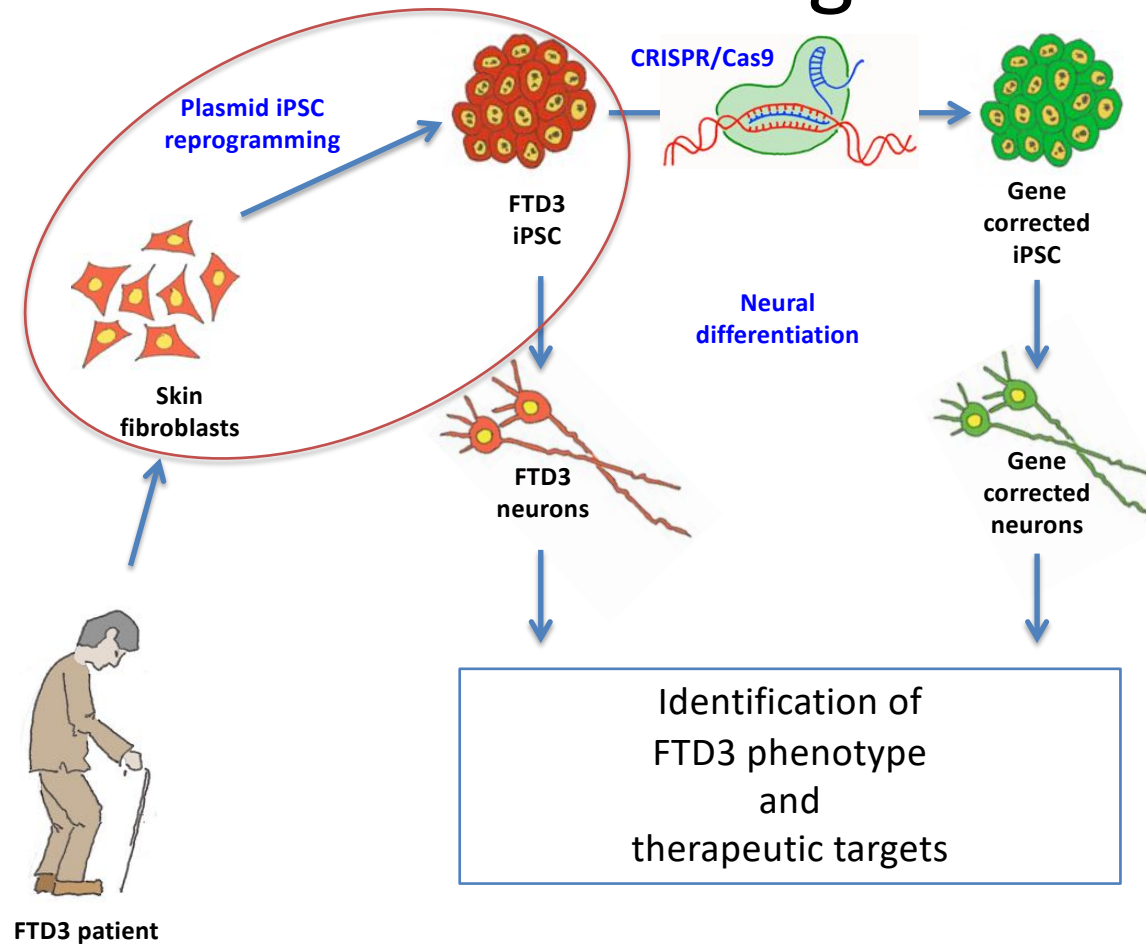 g
CRISPR/Cas9
Plasmid iPSC
reprogramming
FTD3
iPSC
Gene
corrected
iPSC
Neural
differentiation
Skin
fibroblasts
FTD3
neurons
Gene
corrected
neurons
Identification of
FTD3 phenotype
and
therapeutic targets
FTD3 patient